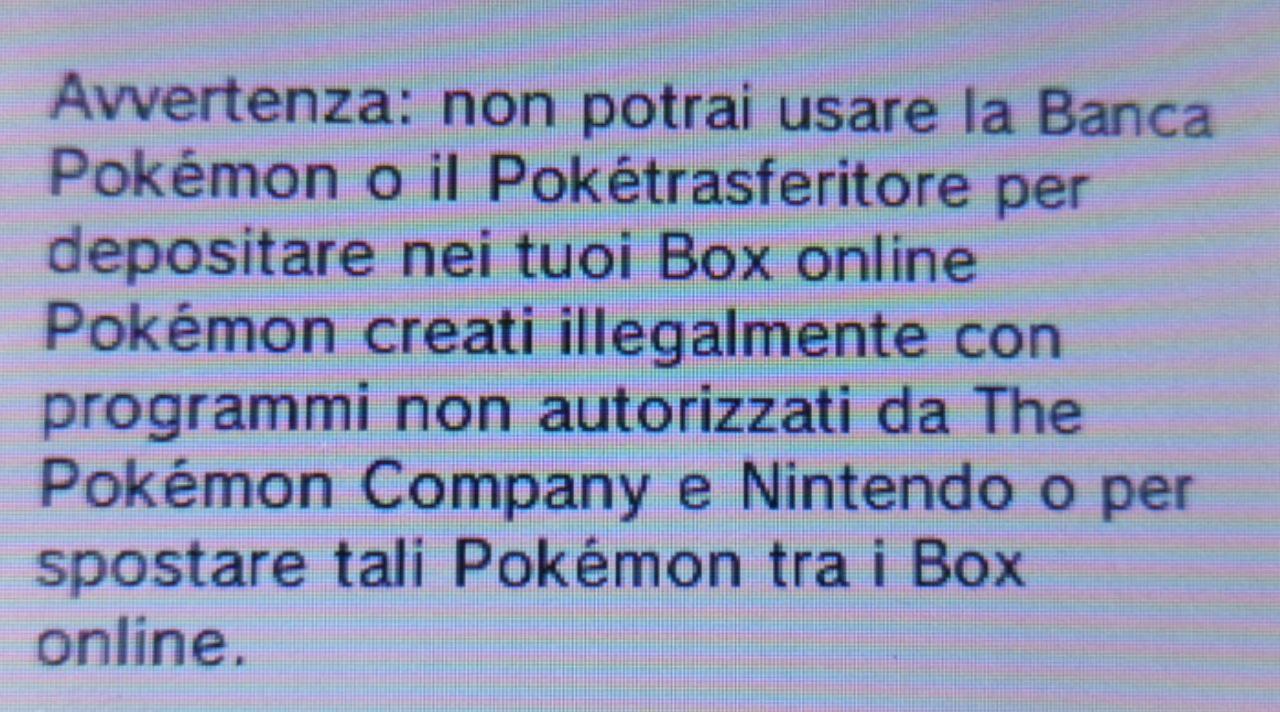 Avvertenza: non potrai usare la Banca
Pokémon o il Pokétrasferitore per
depositare nei tuoi Box online
Pokémon creati illegalmente con
programmi non autorizzati da The
Pokémon Company e Nintendo o per
spostare tali Pokémon tra i Box
online.